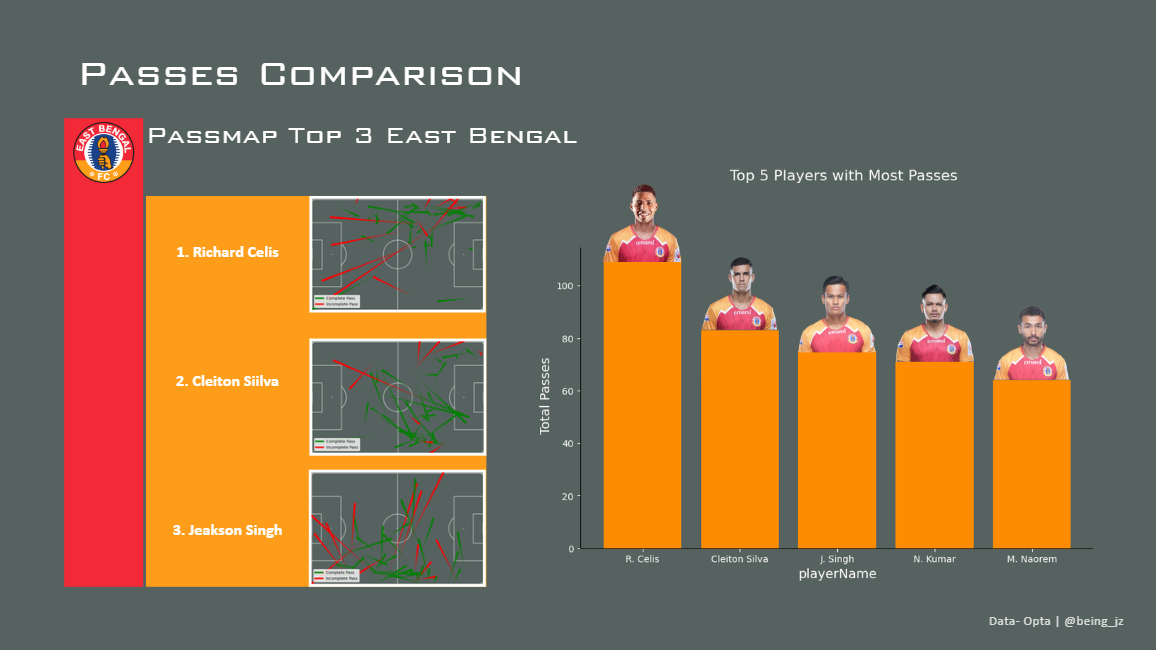 Passes Comparison
EAST BENGAL
FC
Passmap Top 3 East Bengal
1. Richard Celis
Complete Pass
Incomplete Pass
2. Cleiton Siilva
Complete Pass
Incomplete Pass
3. Jeakson Singh
Complete Pass
Incomplete Pass
Top 5 Players with Most Passes
Total Passes
100
80
60
40
20
0
R. Celis
Cleiton Silva
J. Singh
N. Kumar
M. Naorem
playerName
Data- Opta | @being_jz